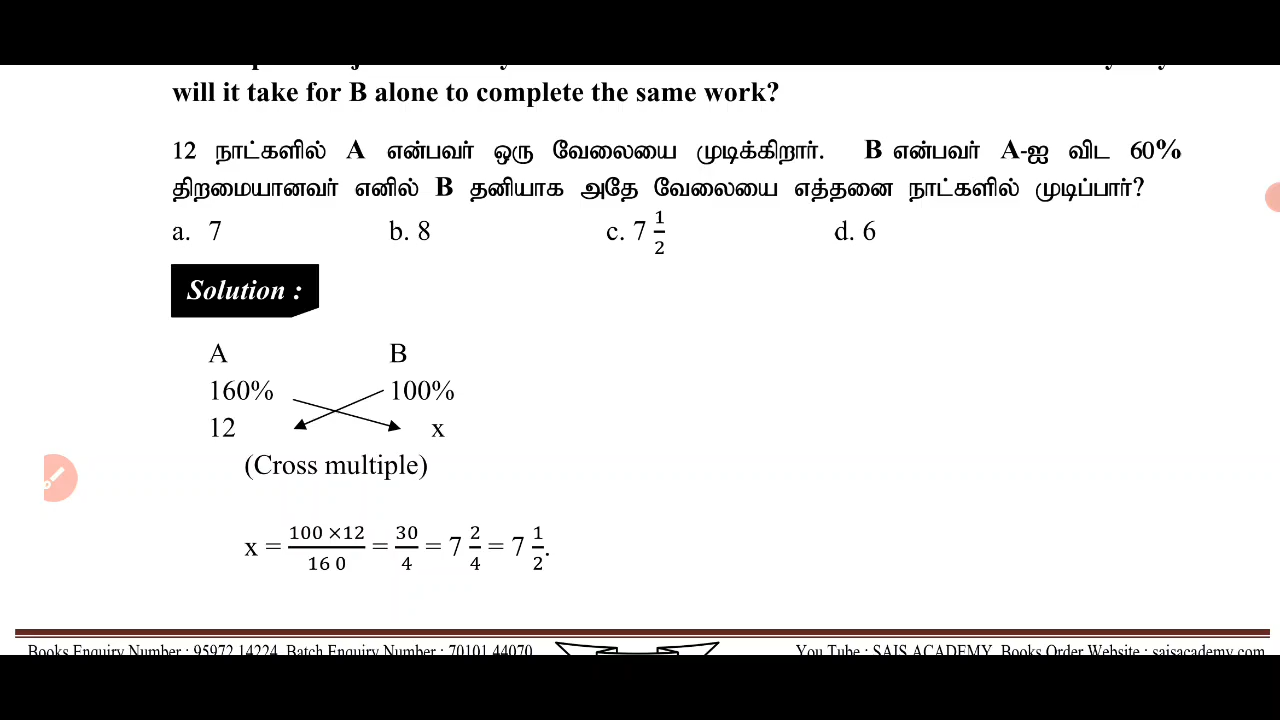 will it take for B alone to complete the same work?
12 நாட்களில் A என்பவர் ஒரு வேலையை முடிக்கிறார். B என்பவர் A-ஐ விட 60%
திறமையானவர் எனில் B தனியாக அதே வேலையை எத்தனை நாட்களில் முடிப்பார்?
a. 7 b. 8 c. 7 1/2 d. 6
Solution :
A B
160% 100%
12 x
(Cross multiple)
x = 100 ×12/16 0 = 30/4 = 7 2/4 = 7 1/2.
Books Enquiry Number : 95972 14224 Batch Enquiry Number : 70101 44070 You Tube : SAIS ACADEMY Books Order Website : saisacademy.com